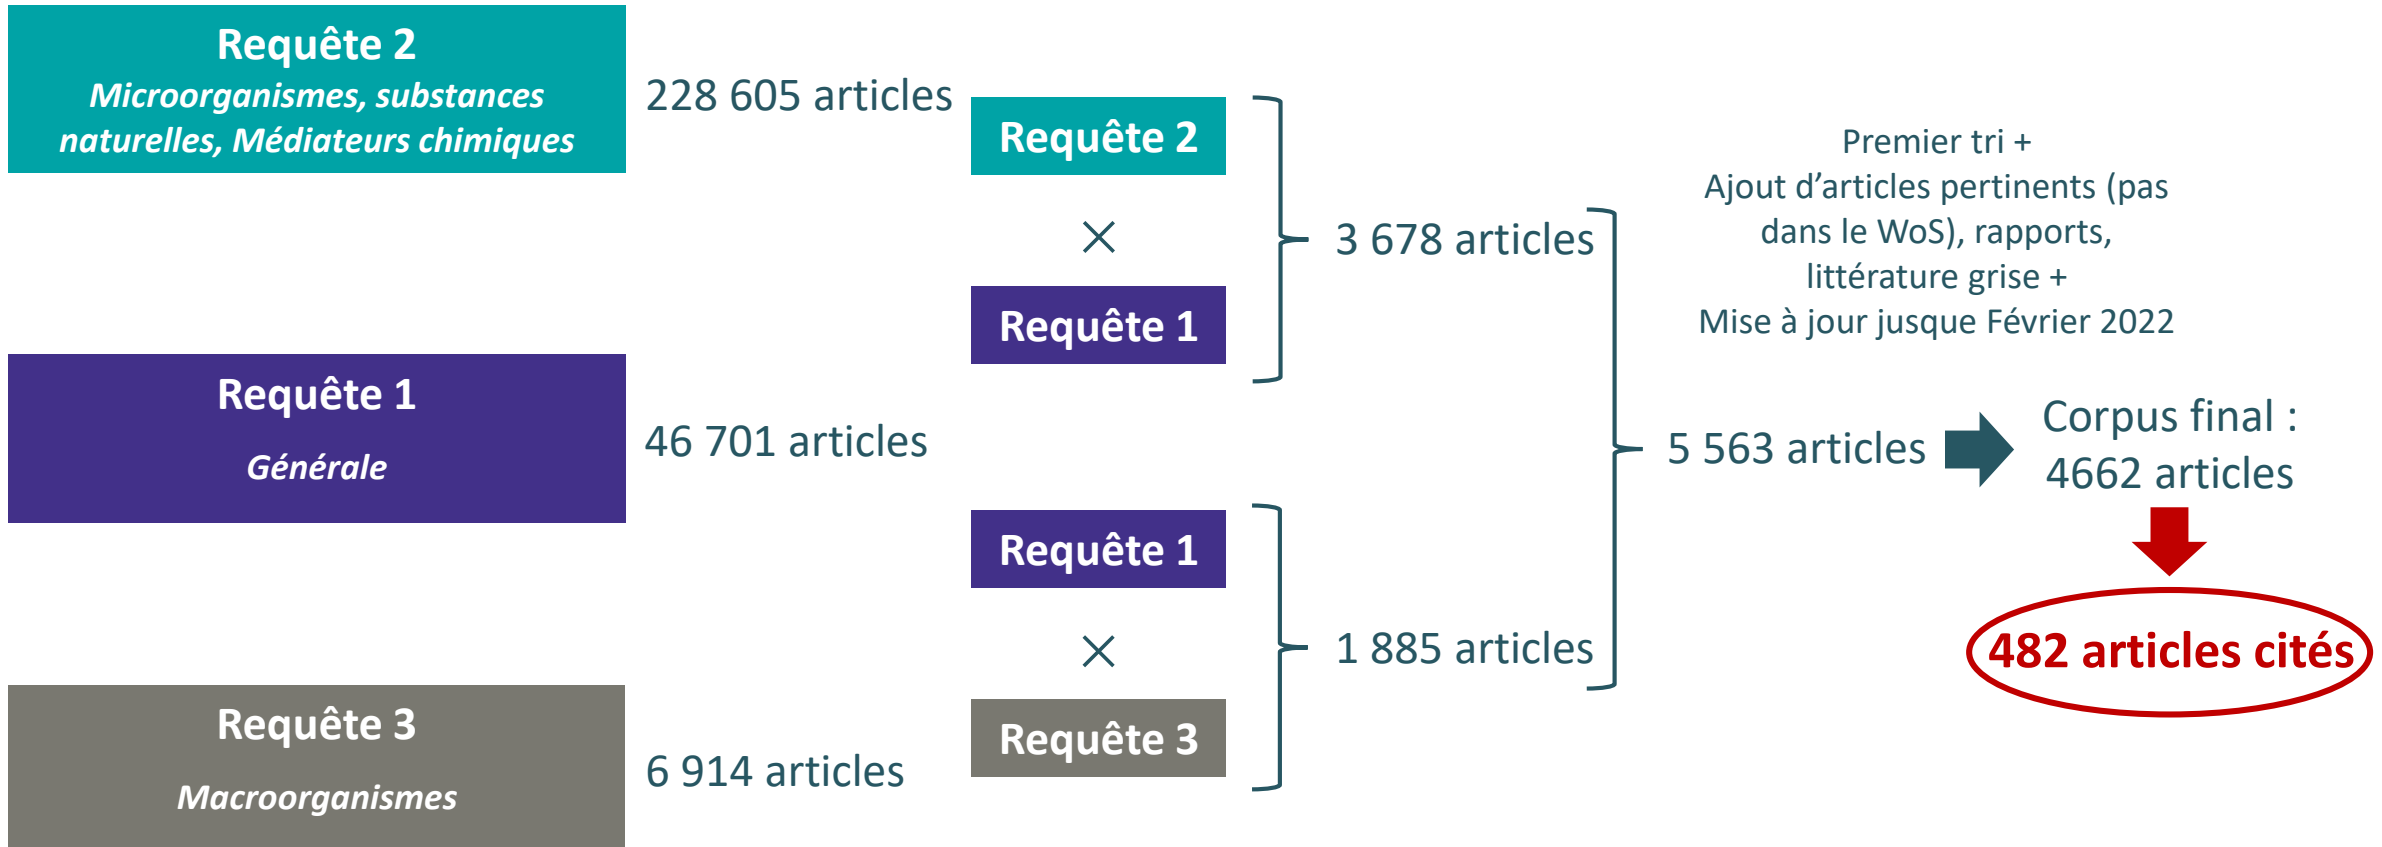 Requête 2
Microorganismes, substances
naturelles, Médiateurs chimiques
228 605 articles
Requête 1
Générale
46 701 articles
Requête 3
Macroorganismes
6 914 articles
Requête 2
×
Requête 1
3 678 articles
Requête 1
×
Requête 3
1 885 articles
5 563 articles
Premier tri +
Ajout d’articles pertinents (pas
dans le WoS), rapports,
littérature grise +
Mise à jour jusque Février 2022
Corpus final :
4662 articles
482 articles cités